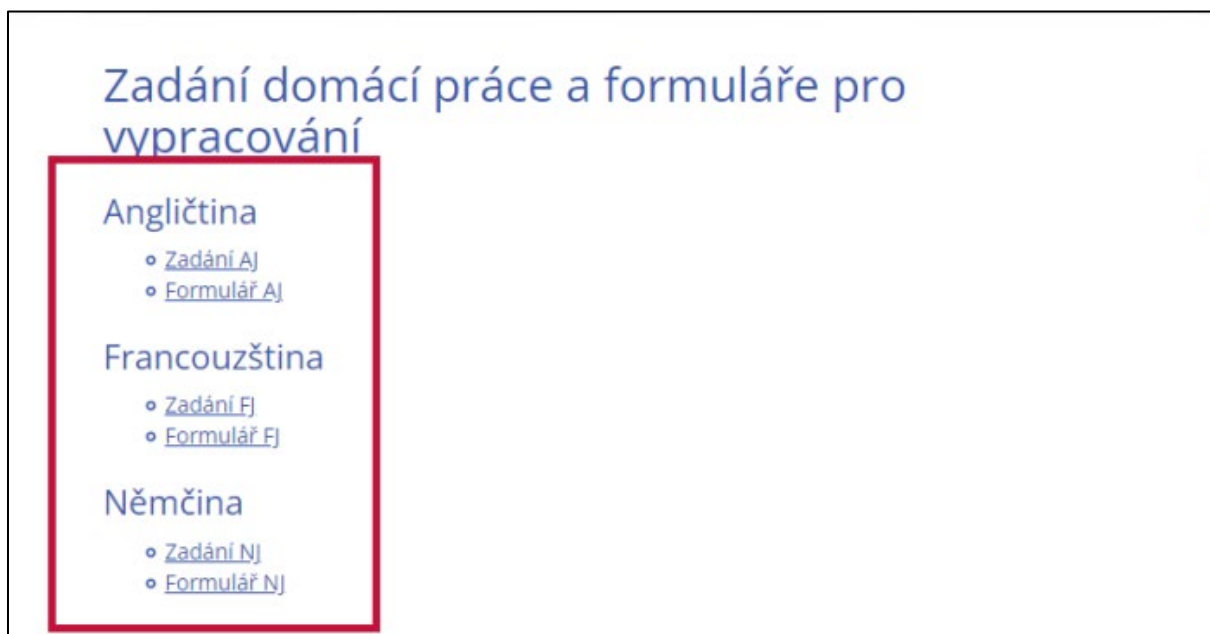 Zadání domácí práce a formuláře pro
vypracování
Angličtina
Zadání AJ
Formulář AJ
Francouzština
Zadání FJ
Formulář FJ
Němčina
Zadání NJ
Formulář NJ